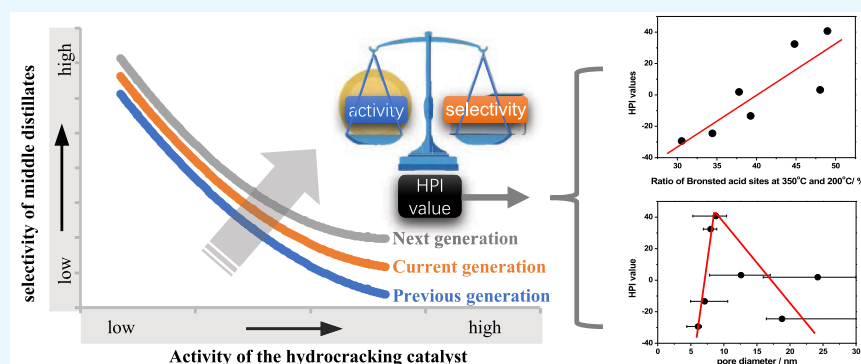 selectivity of middle distillates
high
low
activity
selectivity
HPI
value
Next generation
Current generation
Previous generation
low
high
Activity of the hydrocracking catalyst
HPI values
40
20
0
-20
-40
30
35
40
45
50
Ratio of Bronsted acid sites at 350°C and 200°C/ %
HPI value
40
20
0
-20
-40
0
5
10
15
20
25
30
pore diameter / nm